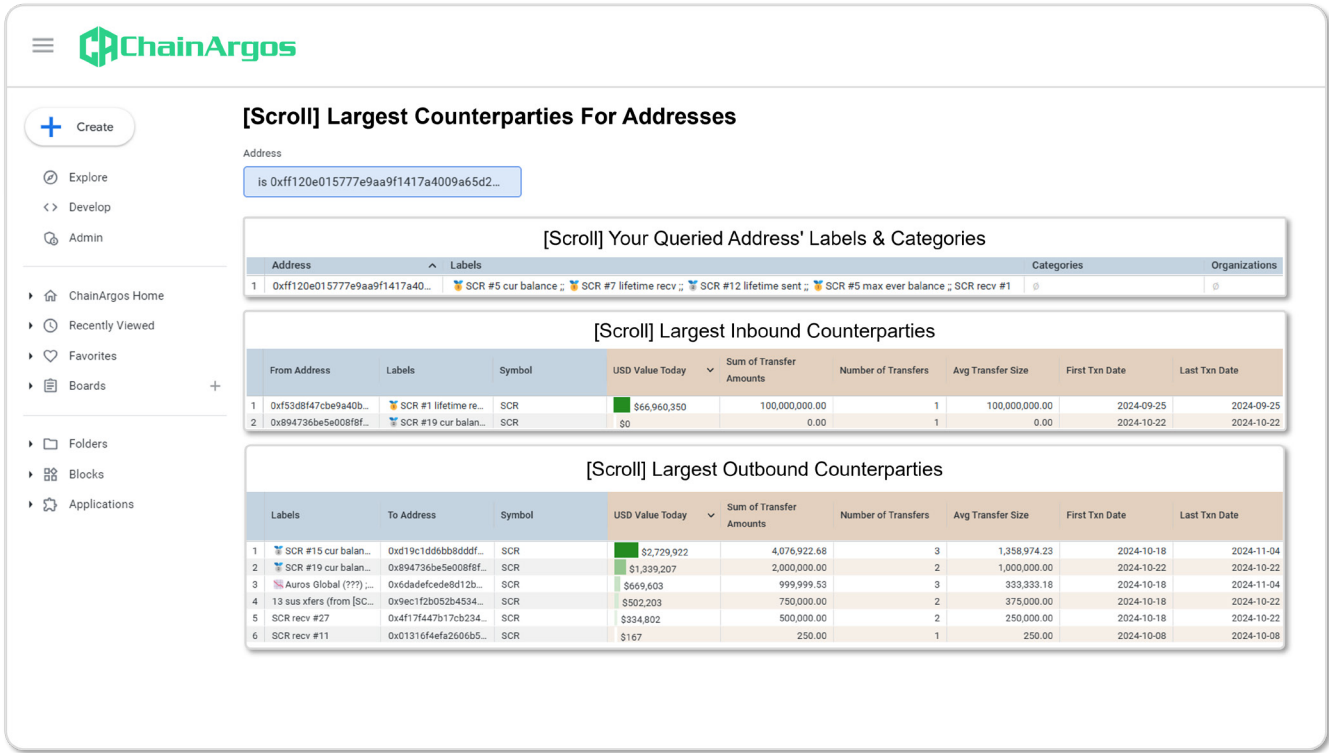 ChainArgos
[Scroll] Largest Counterparties For Addresses
Create
Address
is 0xff120e015777e9aa9f1417a4009a65d2...
Explore
Develop
Admin
ChainArgos Home
Recently Viewed
Favorites
Boards
Folders
Blocks
Applications
[Scroll] Your Queried Address' Labels & Categories
Address Labels Categories Organizations
1 0xff120e015777e9aa9f1417a40... SCR #5 cur balance ;; SCR #7 lifetime recv ;; SCR #12 lifetime sent ;; SCR #5 max ever balance ;; SCR recv #1 ∅ ∅
[Scroll] Largest Inbound Counterparties
From Address Labels Symbol USD Value Today Sum of Transfer Amounts Number of Transfers Avg Transfer Size First Txn Date Last Txn Date
1 0xf53d8f47cbe9a40b... SCR #1 lifetime re... SCR $66,960,350 100,000,000.00 1 100,000,000.00 2024-09-25 2024-09-25
2 0x894736be5e008f8f... SCR #19 cur balan... SCR $0 0.00 1 0.00 2024-10-22 2024-10-22
[Scroll] Largest Outbound Counterparties
Labels To Address Symbol USD Value Today Sum of Transfer Amounts Number of Transfers Avg Transfer Size First Txn Date Last Txn Date
1 SCR #15 cur balan... 0xd19c1dd6bb8dddf... SCR $2,729,922 4,076,922.68 3 1,358,974.23 2024-10-18 2024-11-04
2 SCR #19 cur balan... 0x894736be5e008f8f... SCR $1,339,207 2,000,000.00 2 1,000,000.00 2024-10-22 2024-10-22
3 Auros Global (???) ;... 0x6dadefcede8d12b... SCR $669,603 999,999.53 3 333,333.18 2024-10-18 2024-11-04
4 13 sus xfers (from [SC... 0x9ec1f2b052b4534... SCR $502,203 750,000.00 2 375,000.00 2024-10-18 2024-10-22
5 SCR recv #27 0x4f17f447b17cb234... SCR $334,802 500,000.00 2 250,000.00 2024-10-18 2024-10-22
6 SCR recv #11 0x01316f4efa2606b5... SCR $167 250.00 1 250.00 2024-10-08 2024-10-08